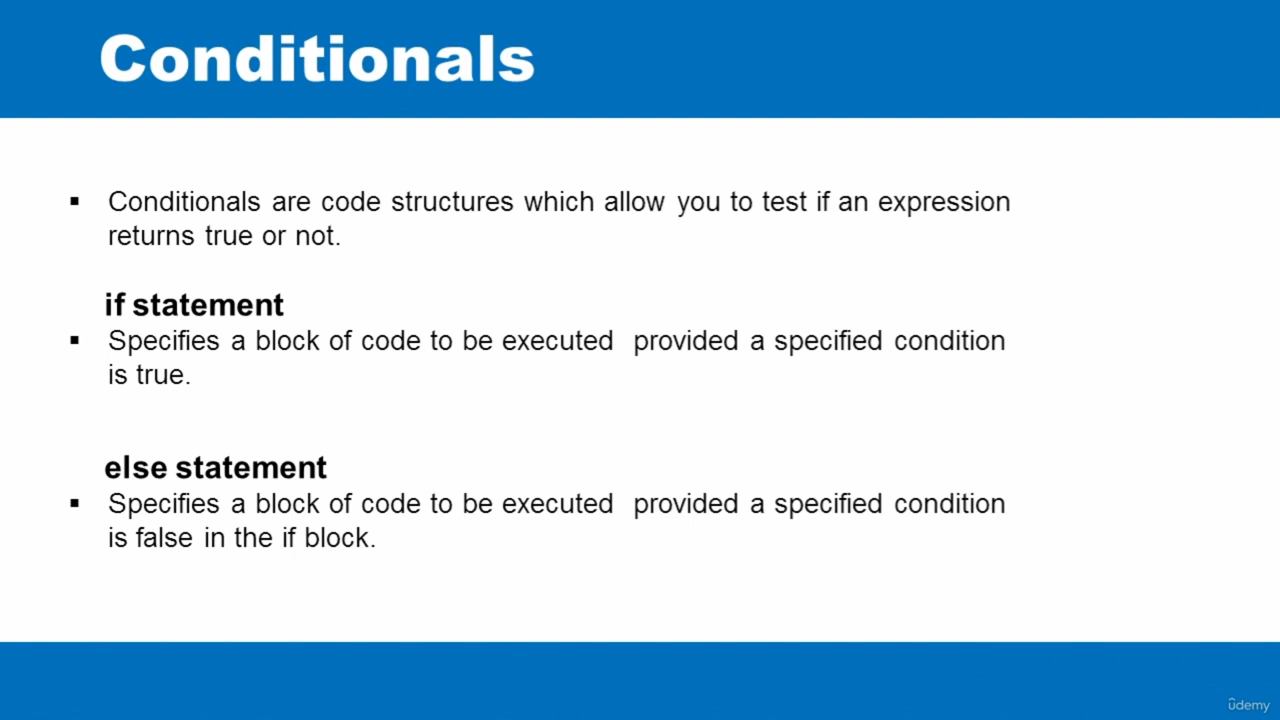 Conditionals
▪ Conditionals are code structures which allow you to test if an expression
returns true or not.
if statement
▪ Specifies a block of code to be executed  provided a specified condition
is true.
else statement
▪ Specifies a block of code to be executed  provided a specified condition
is false in the if block.
ûdemy